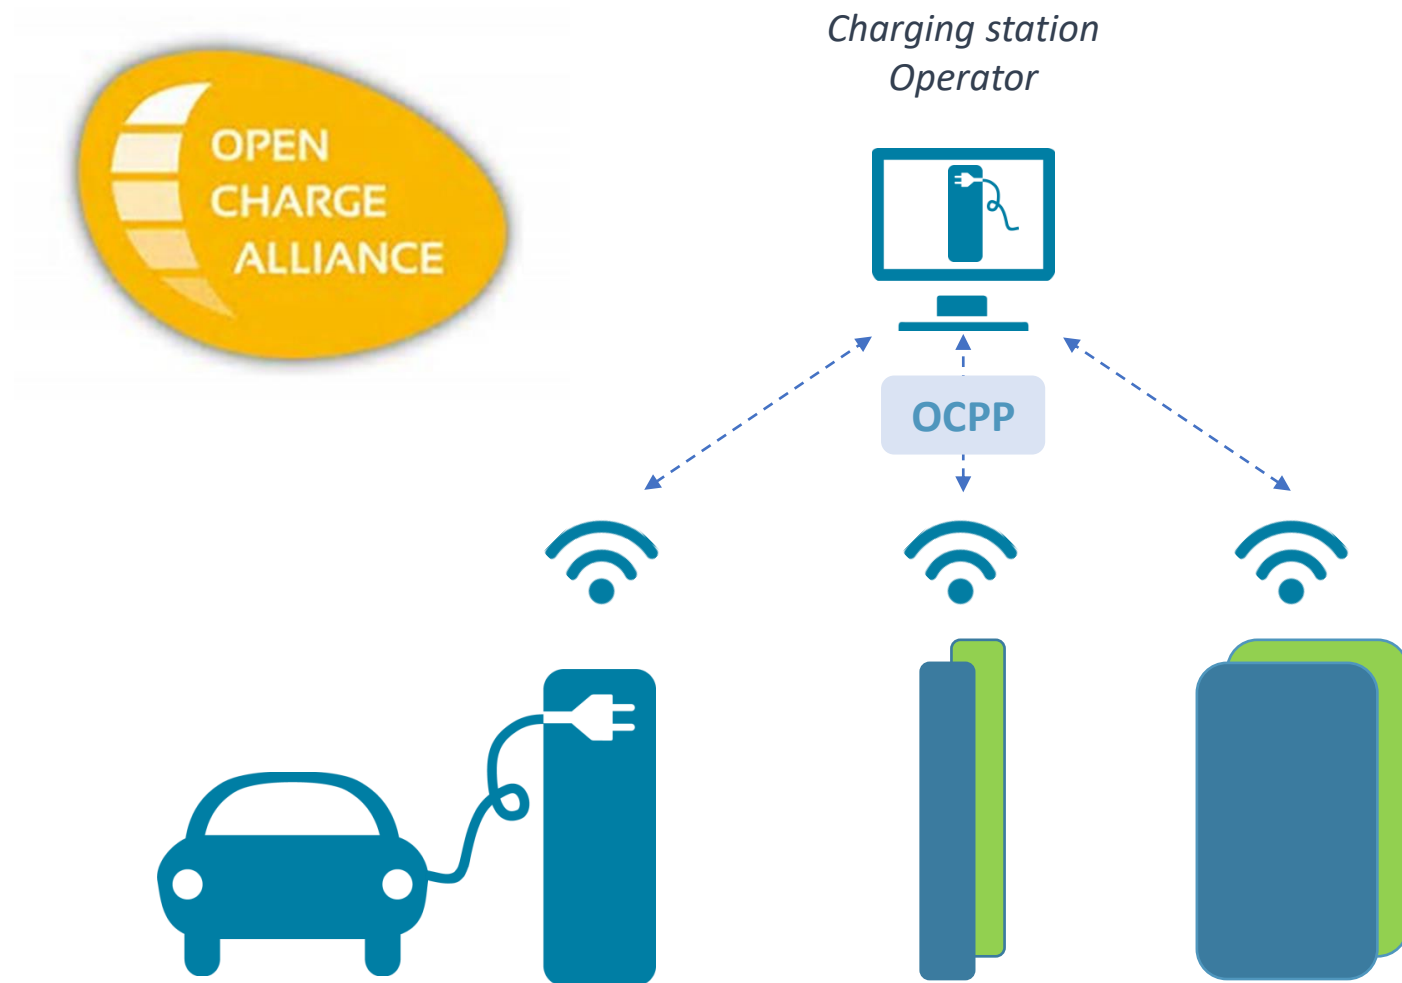 OPEN
CHARGE
ALLIANCE
Charging station
Operator
OCPP